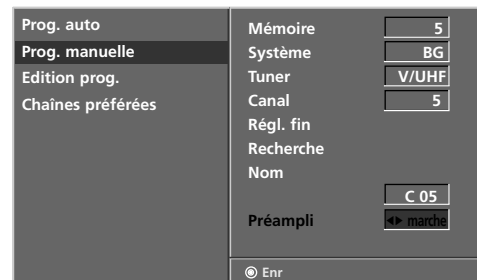 Prog. auto
Prog. manuelle
Edition prog.
Chaînes préférées
Mémoire 5
Système BG
Tuner V/UHF
Canal 5
Régl. fin
Recherche
Nom
C 05
Préampli ◀▶ marche
◉ Enr